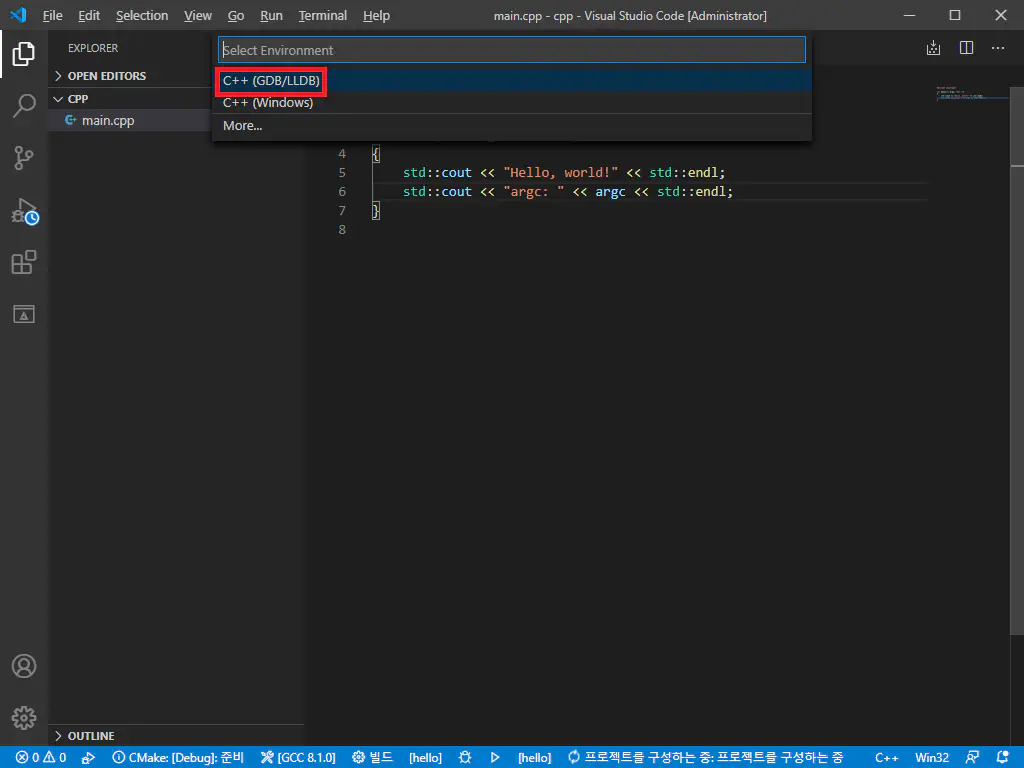 File Edit Selection View Go Run Terminal Help main.cpp - cpp - Visual Studio Code [Administrator]
EXPLORER
Select Environment
OPEN EDITORS
C++ (GDB/LLDB)
CPP
C++ (Windows)
main.cpp
More...
4 {
5 std::cout << "Hello, world!" << std::endl;
6 std::cout << "argc: " << argc << std::endl;
7 }
8
OUTLINE
0 0 CMake: [Debug]: 준비 [GCC 8.1.0] 빌드 [hello] [hello] 프로젝트를 구성하는 중: 프로젝트를 구성하는 중 C++ Win32